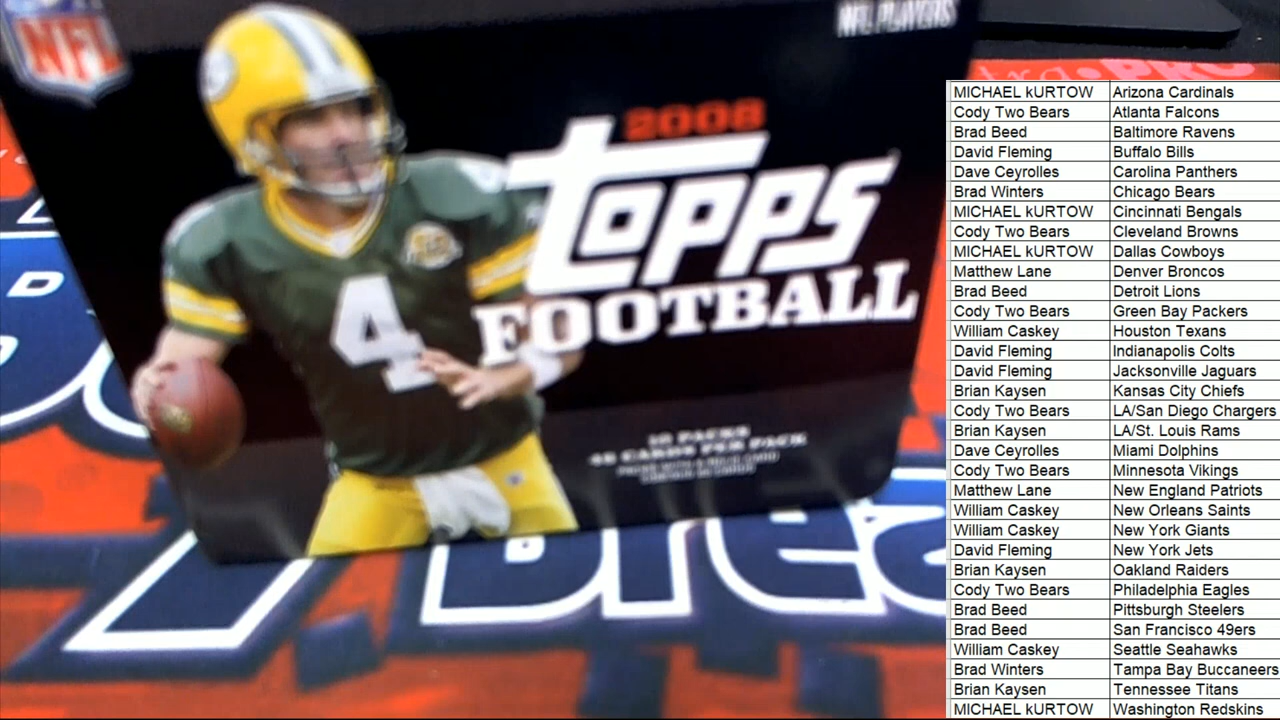 NFL
NFL PLAYERS
2008
Topps
FOOTBALL
4
10 PACKS
CARDS PER PACK
MICHAEL kURTOW Arizona Cardinals
Cody Two Bears Atlanta Falcons
Brad Beed Baltimore Ravens
David Fleming Buffalo Bills
Dave Ceyrolles Carolina Panthers
Brad Winters Chicago Bears
MICHAEL kURTOW Cincinnati Bengals
Cody Two Bears Cleveland Browns
MICHAEL kURTOW Dallas Cowboys
Matthew Lane Denver Broncos
Brad Beed Detroit Lions
Cody Two Bears Green Bay Packers
William Caskey Houston Texans
David Fleming Indianapolis Colts
David Fleming Jacksonville Jaguars
Brian Kaysen Kansas City Chiefs
Cody Two Bears LA/San Diego Chargers
Brian Kaysen LA/St. Louis Rams
Dave Ceyrolles Miami Dolphins
Cody Two Bears Minnesota Vikings
Matthew Lane New England Patriots
William Caskey New Orleans Saints
William Caskey New York Giants
David Fleming New York Jets
Brian Kaysen Oakland Raiders
Cody Two Bears Philadelphia Eagles
Brad Beed Pittsburgh Steelers
Brad Beed San Francisco 49ers
William Caskey Seattle Seahawks
Brad Winters Tampa Bay Buccaneers
Brian Kaysen Tennessee Titans
MICHAEL kURTOW Washington Redskins